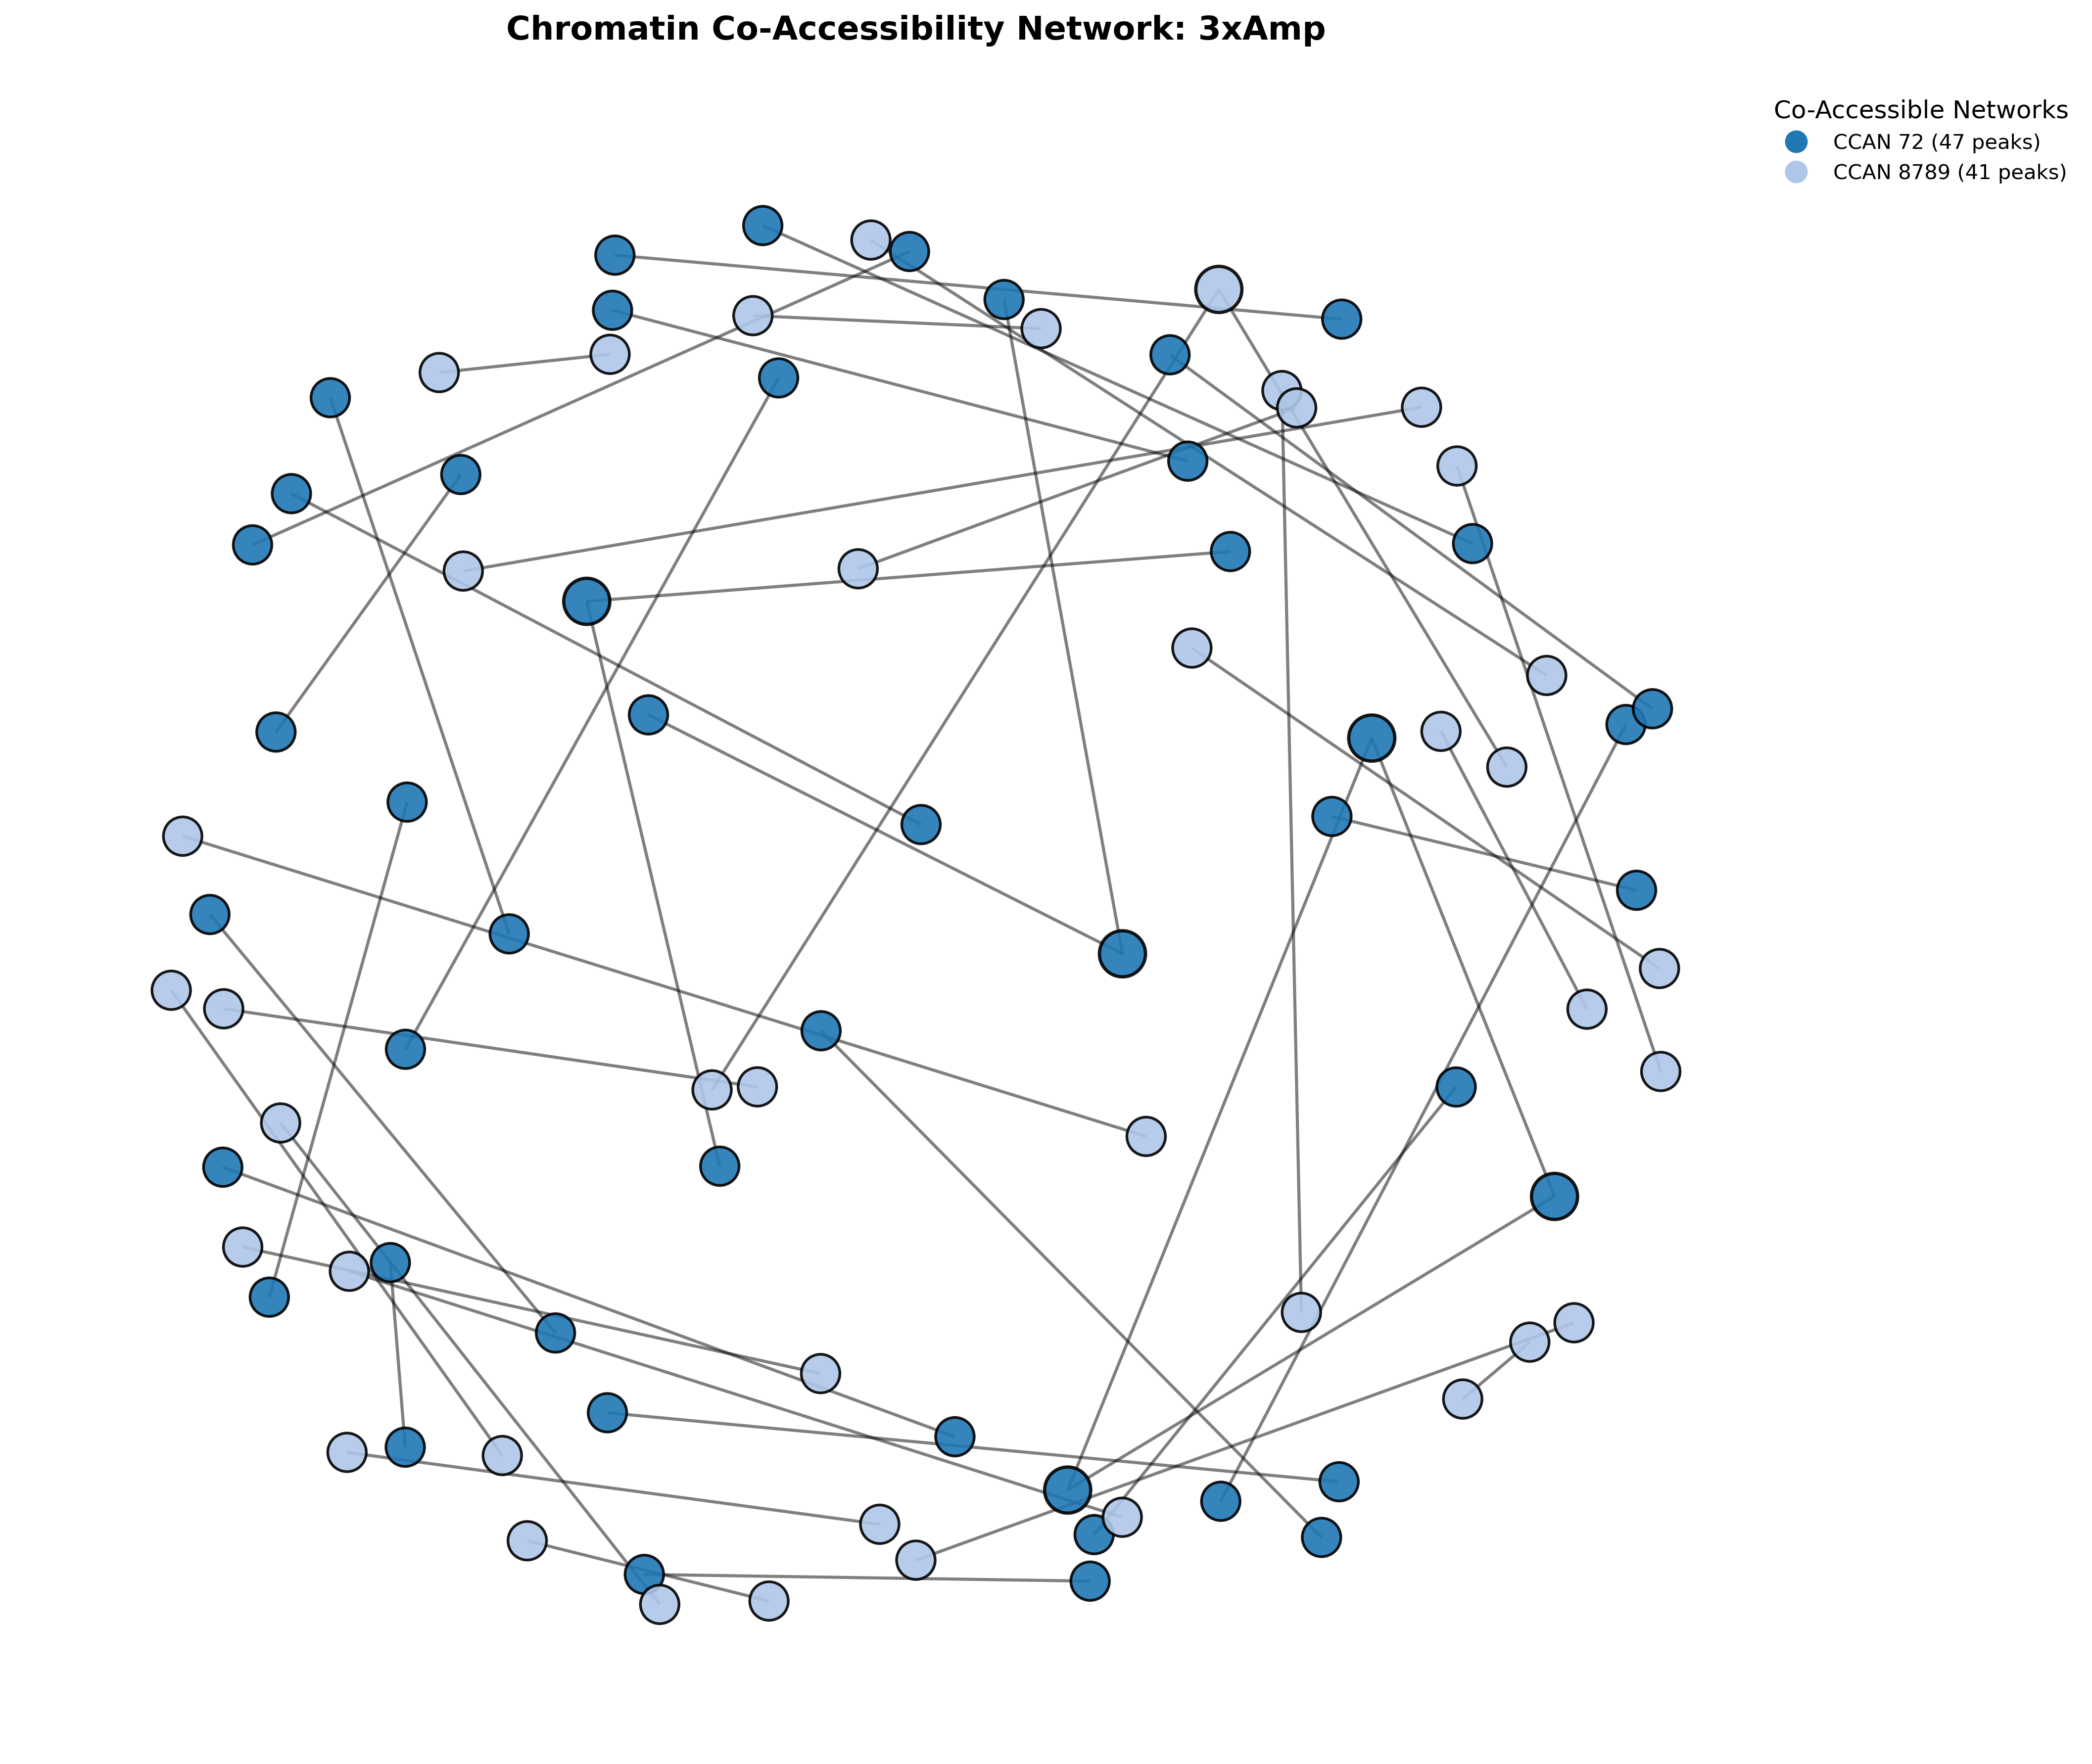 Chromatin Co-Accessibility Network: 3xAmp
Co-Accessible Networks
CCAN 72 (47 peaks)
CCAN 8789 (41 peaks)